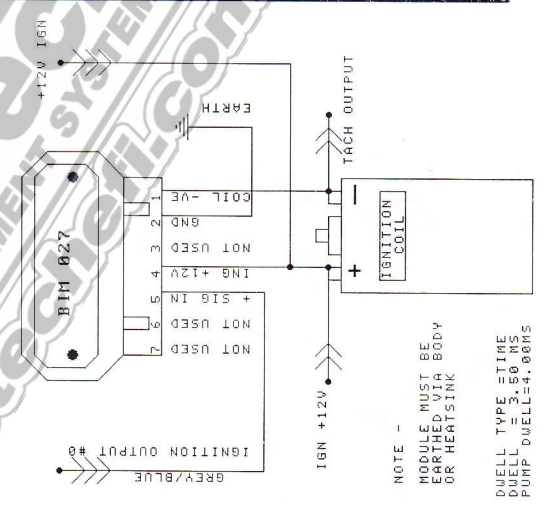 +12V IGN
BIM 027
EARTH
1 COIL -VE
2 GND
3 NOT USED
4 ING +12V
5 + SIG IN
6 NOT USED
7 NOT USED
IGNITION OUTPUT #0
GREY/BLUE
TACH OUTPUT
IGNITION
COIL
+
-
IGN +12V
NOTE -
MODULE MUST BE
EARTHED VIA BODY
OR HEATSINK
DWELL TYPE =TIME
DWELL = 3.50 MS
PUMP DWELL=4.00MS
techefi.com